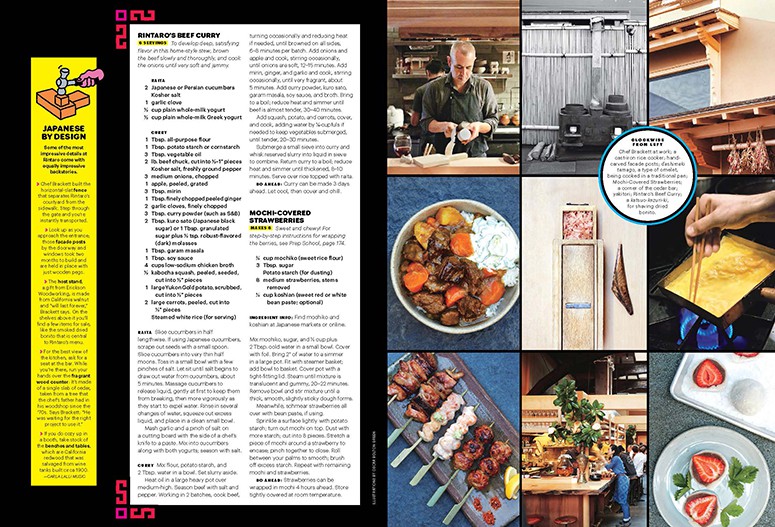 JAPANESE
BY DESIGN
Some of the
most impressive details at
Rintaro come with
equally impressive
backstories.
> Chef Brackett built the
horizontal slat fence
that separates Rintaro's
courtyard from the
sidewalk. Step through
the gate and you're
instantly transported.
> Look up as you
approach the entrance;
those facade posts
by the doorway and
windows took two
months to build and
are held in place with
just wooden pegs.
> The host stand,
a gift from Erickson
Woodworking, is made
from California walnut
and "will last forever,"
Brackett says. On the
shelves above it you'll
find a few items for sale,
like the smoked dried
bonito that is central
to Rintaro's menu.
> For the best view of
the kitchen, ask for a
seat at the bar. While
you're there, run your
hands over the fragrant
wood counter: It's made
of a single slab of cedar,
taken from a tree that
the chef's father had in
his woodshop since the
'70s. Says Brackett, "He
was waiting for the right
project to use it."
> If you do cozy up in
a booth, take stock of
the benches and tables,
which are California
redwood that was
salvaged from wine
tanks built circa 1900.
—CARLA LALLI MUSIC
RINTARO'S BEEF CURRY
6 SERVINGS To develop deep, satisfying
flavor in this home-style stew, brown
the beef slowly and thoroughly, and cook
the onions until very soft and jammy.
RAITA
2 Japanese or Persian cucumbers
Kosher salt
1 garlic clove
¾ cup plain whole-milk yogurt
¾ cup plain whole-milk Greek yogurt
CURRY
1 Tbsp. all-purpose flour
1 Tbsp. potato starch or cornstarch
3 Tbsp. vegetable oil
2 lb. beef chuck, cut into ½–1" pieces
Kosher salt, freshly ground pepper
3 medium onions, chopped
1 apple, peeled, grated
3 Tbsp. mirin
1 Tbsp. finely chopped peeled ginger
2 garlic cloves, finely chopped
3 Tbsp. curry powder (such as S&B)
2 Tbsp. kuro sato (Japanese black
sugar) or 1 Tbsp. granulated
sugar plus ½ tsp. robust-flavored
(dark) molasses
1 Tbsp. garam masala
1 Tbsp. soy sauce
4 cups low-sodium chicken broth
½ kabocha squash, peeled, seeded,
cut into ½" pieces
1 large Yukon Gold potato, peeled,
cut into ½" pieces
2 large carrots, peeled, cut into
½" pieces
Steamed white rice (for serving)
RAITA Slice cucumbers in half
lengthwise. If using Japanese cucumbers,
scrape out seeds with a small spoon.
Slice cucumbers into very thin half
moons. Toss in a small bowl with a few
pinches of salt. Let sit until salt begins to
draw out water from cucumbers, about
5 minutes. Massage cucumbers to
release liquid, gently at first to keep them
from breaking, then more vigorously as
they start to expel water. Rinse in several
changes of water, squeeze out excess
liquid, and place in a clean small bowl.
Mash garlic and a pinch of salt on
a cutting board with the side of a chef's
knife to a paste. Mix into cucumbers
along with both yogurts; season with salt.
CURRY Mix flour, potato starch, and
2 Tbsp. water in a bowl. Set slurry aside.
Heat oil in a large heavy pot over
medium-high. Season beef with salt and
pepper. Working in 2 batches, cook beef,
turning occasionally and reducing heat
if needed, until browned on all sides,
6–8 minutes per batch. Add onions and
apple and cook, stirring occasionally,
until onions are soft, 12–15 minutes. Add
mirin, ginger, and garlic and cook, stirring
occasionally, until very fragrant, about
5 minutes. Add curry powder, kuro sato,
garam masala, soy sauce, and broth. Bring
to a boil; reduce heat and simmer until
beef is almost tender, 30–40 minutes.
Add squash, potato, and carrots, cover,
and cook, adding water by ¼-cupfuls if
needed to keep vegetables submerged,
until tender, 20–30 minutes.
Submerge a small sieve into curry and
whisk reserved slurry into liquid in sieve
to combine. Return curry to a boil, reduce
heat and simmer until thickened, 8–10
minutes. Serve over rice topped with raita.
DO AHEAD: Curry can be made 3 days
ahead. Let cool, then cover and chill.
MOCHI-COVERED
STRAWBERRIES
MAKES 8 Sweet and chewy! For
step-by-step instructions for wrapping
the berries, see Prep School, page 174.
¾ cup mochiko (sweet rice flour)
3 Tbsp. sugar
Potato starch (for dusting)
8 medium strawberries, stems
removed
½ cup koshian (sweet red or white
bean paste; optional)
INGREDIENT INFO: Find mochiko and
koshian at Japanese markets or online.
Mix mochiko, sugar, and ¾ cup plus
2 Tbsp. cold water in a small bowl. Cover
with foil. Bring 2" of water to a simmer
in a large pot. Fit with steamer basket;
add bowl to basket. Cover pot with a
tight-fitting lid. Steam until mixture is
translucent and gummy, 20–22 minutes.
Remove bowl and stir mixture until a
thick, smooth, slightly sticky dough forms.
Meanwhile, schmear strawberries all
over with bean paste, if using.
Sprinkle a surface lightly with potato
starch; turn out mochi on top. Dust with
more starch; cut into 8 pieces. Stretch a
piece of mochi around a strawberry to
encase; pinch together to close. Roll
between your palms to smooth; brush
off excess starch. Repeat with remaining
mochi and strawberries.
DO AHEAD: Strawberries can be
wrapped in mochi 4 hours ahead. Store
tightly covered at room temperature.
CLOCKWISE
FROM LEFT
Chef Brackett at work; a
cast-iron rice cooker; hand-
carved facade posts; dashimaki
tamago, a type of omelet,
being cooked in a traditional pan;
Mochi-Covered Strawberries;
a corner of the cedar bar;
yakitori; Rintaro's Beef Curry;
a katsuo-kezuri-ki,
for shaving dried
bonito.